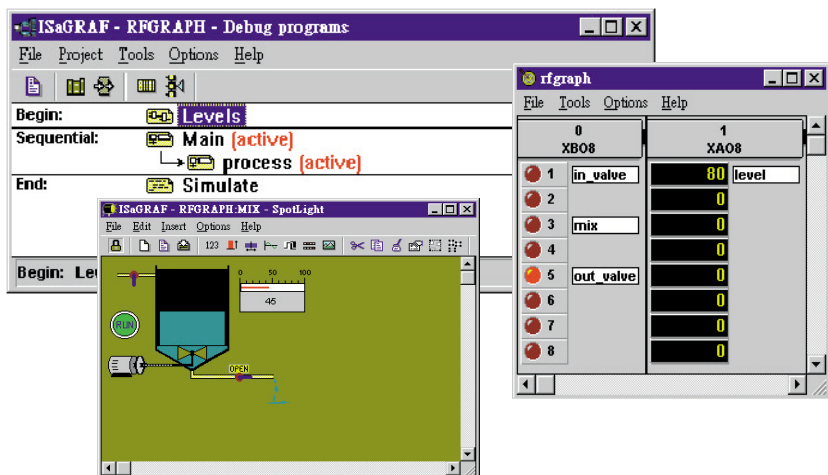 ISaGRAF - RFGRAPH - Debug programs
File Project Tools Options Help
Begin: Levels
Sequential: Main (active)
process (active)
End: Simulate
Begin: Le
ISaGRAF - RFGRAPH:MIX - SpotLight
File Edit Insert Options Help
123
0 50 100
45
RUN
OPEN
rfgraph
File Tools Options Help
0 1
XBO8 XAO8
1 in_valve 80 level
2 0
3 mix 0
4 0
5 out_valve 0
6 0
7 0
8 0